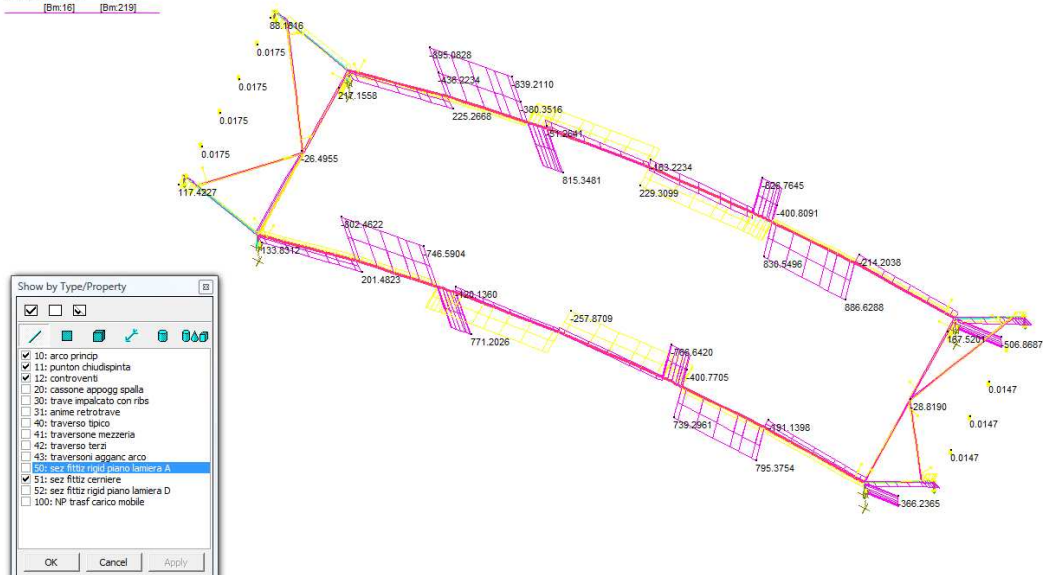 [Bm:16] [Bm:219]
88.1816
0.0175
0.0175
0.0175
0.0175
117.4227
217.1558
-26.4955
133.8312
-895.0828
-436.2234
225.2668
-839.2110
-380.3516
-51.2641
815.3481
-163.2234
229.3099
-826.7645
-400.8091
830.5496
-214.2038
886.6288
-802.4622
-746.5904
201.4823
-120.1360
771.2026
-257.8709
-766.6420
-400.7705
739.2961
-191.1398
795.3754
167.5201
506.8687
0.0147
0.0147
0.0147
-28.8190
-366.2365
Show by Type/Property
10: arco princip
11: punton chiudispinta
12: controventi
20: cassone appogg spalla
30: trave impalcato con ribs
31: anime retrotrave
40: traverso tipico
41: traversone mezzeria
42: traverso terzi
43: traversoni agganc arco
50: sez fittiz rigid piano lamiera A
51: sez fittiz cerniere
52: sez fittiz rigid piano lamiera D
100: NP trasf carico mobile
OK Cancel Apply